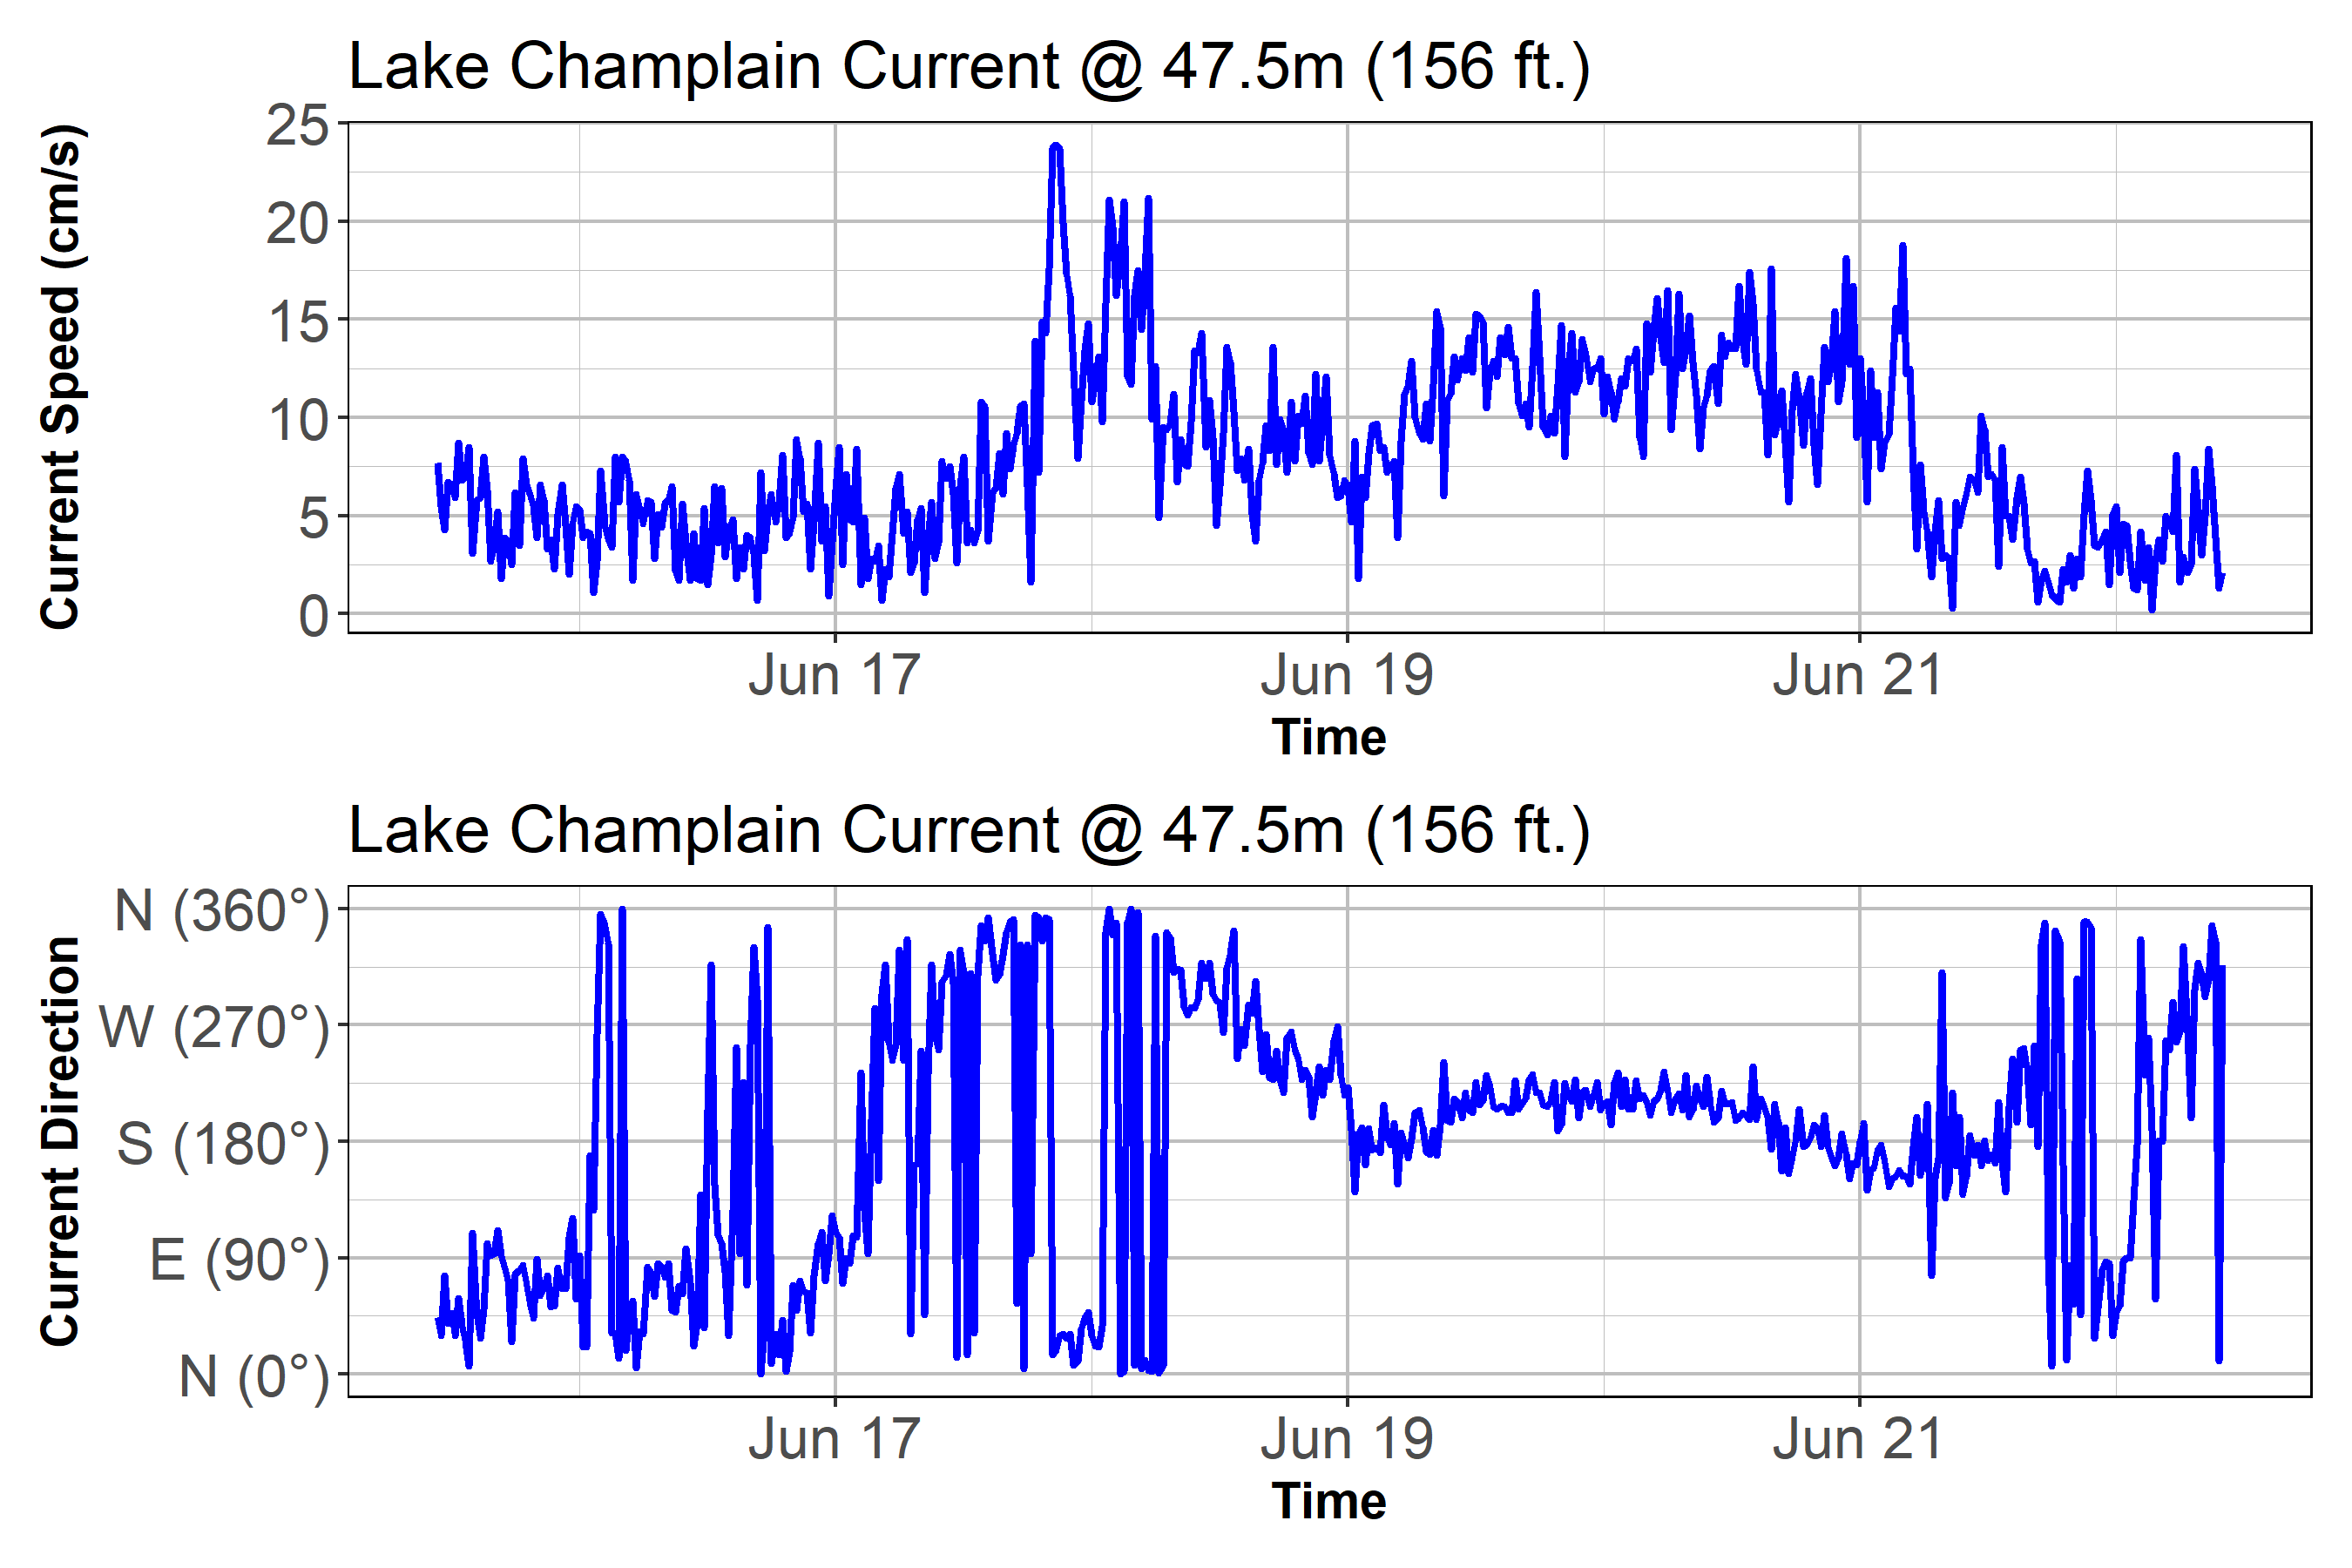 Lake Champlain Current @ 47.5m (156 ft.)
Current Speed (cm/s)
25
20
15
10
5
0
Jun 17 Jun 19 Jun 21
Time
Lake Champlain Current @ 47.5m (156 ft.)
Current Direction
N (360°)
W (270°)
S (180°)
E (90°)
N (0°)
Jun 17 Jun 19 Jun 21
Time